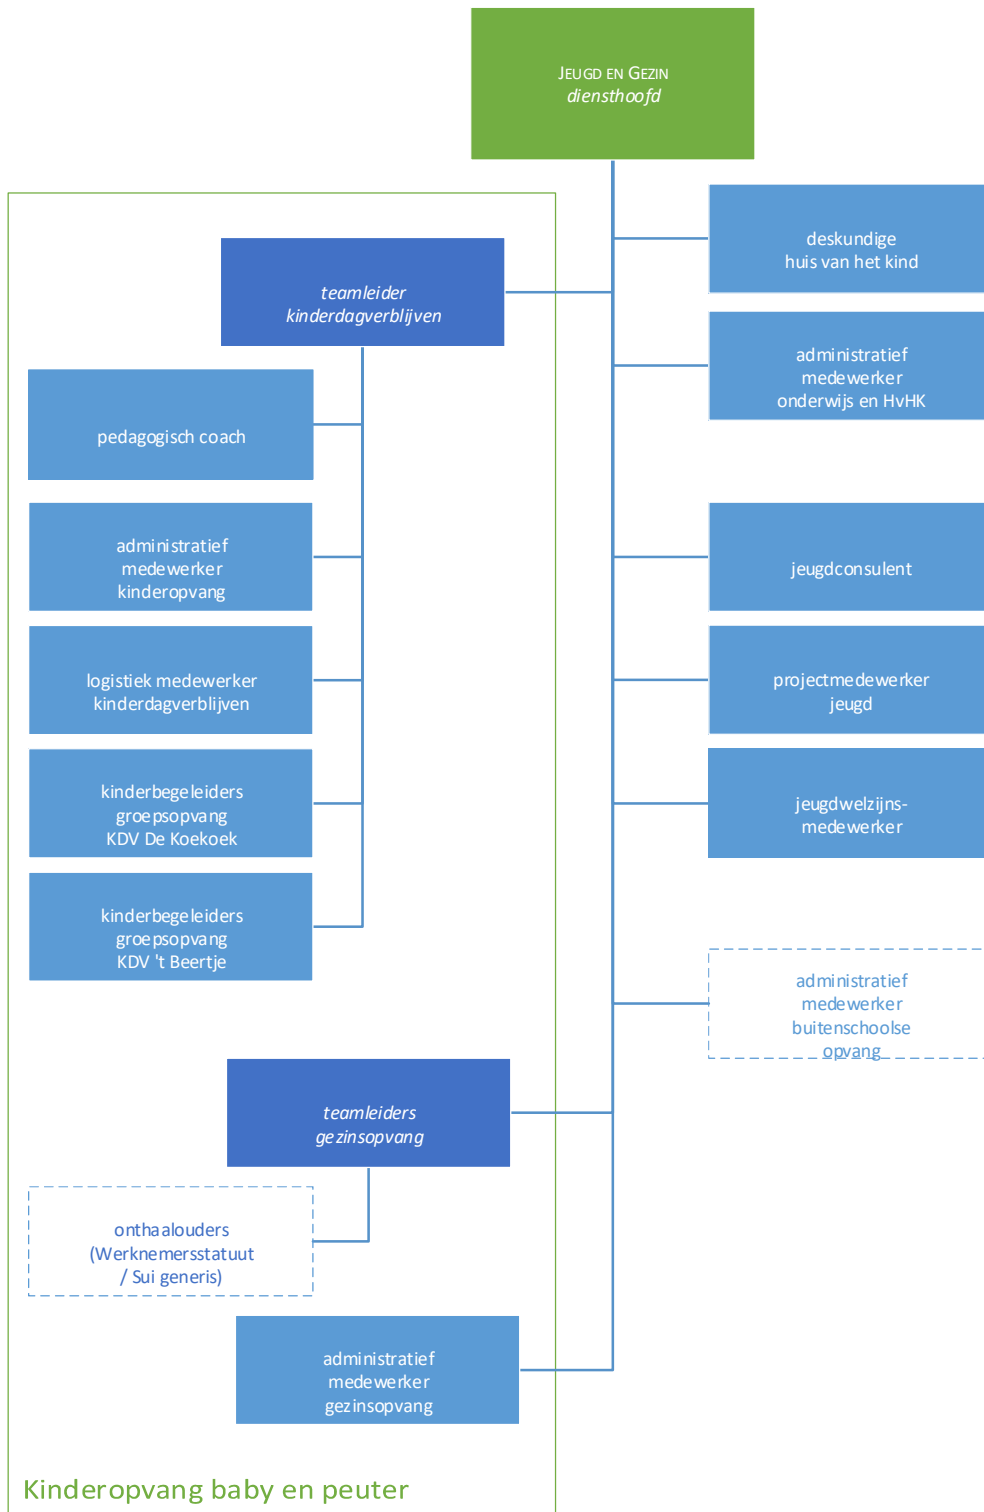 JEUGD EN GEZIN
diensthoofd
deskundige
huis van het kind
teamleider
kinderdagverblijven
administratief
medewerker
onderwijs en HvHK
pedagogisch coach
administratief
medewerker
kinderopvang
jeugdconsulent
logistiek medewerker
kinderdagverblijven
projectmedewerker
jeugd
kinderbegeleiders
groepsopvang
KDV De Koekoek
jeugdwelzijns-
medewerker
kinderbegeleiders
groepsopvang
KDV 't Beertje
administratief
medewerker
buitenschoolse
opvang
teamleiders
gezinsopvang
onthaalouders
(Werknemersstatuut
/ Sui generis)
administratief
medewerker
gezinsopvang
Kinderopvang baby en peuter